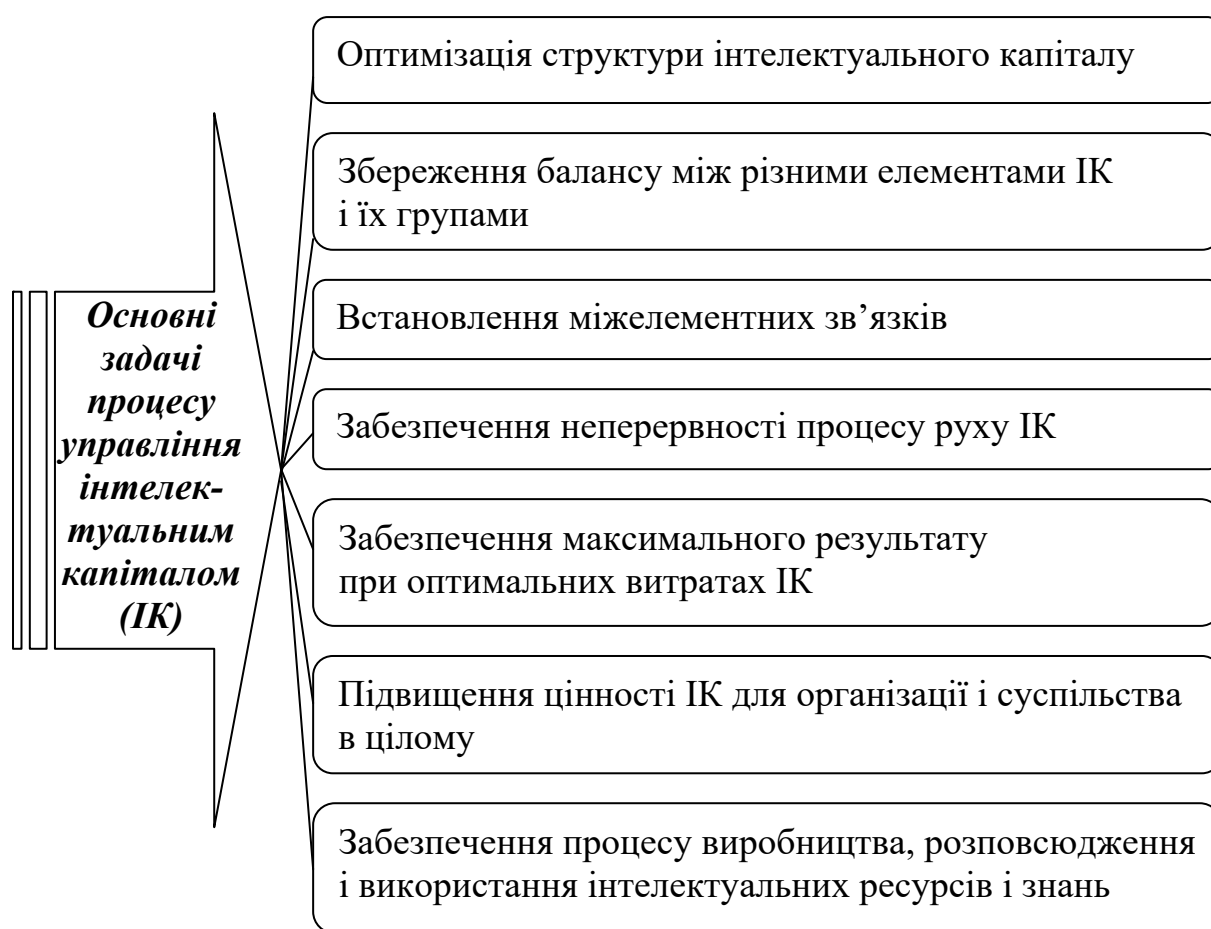 Основні
задачі
процесу
управління
інтелек-
туальним
капіталом
(ІК)
Оптимізація структури інтелектуального капіталу
Збереження балансу між різними елементами ІК
і їх групами
Встановлення міжелементних зв’язків
Забезпечення неперервності процесу руху ІК
Забезпечення максимального результату
при оптимальних витратах ІК
Підвищення цінності ІК для організації і суспільства
в цілому
Забезпечення процесу виробництва, розповсюдження
і використання інтелектуальних ресурсів і знань